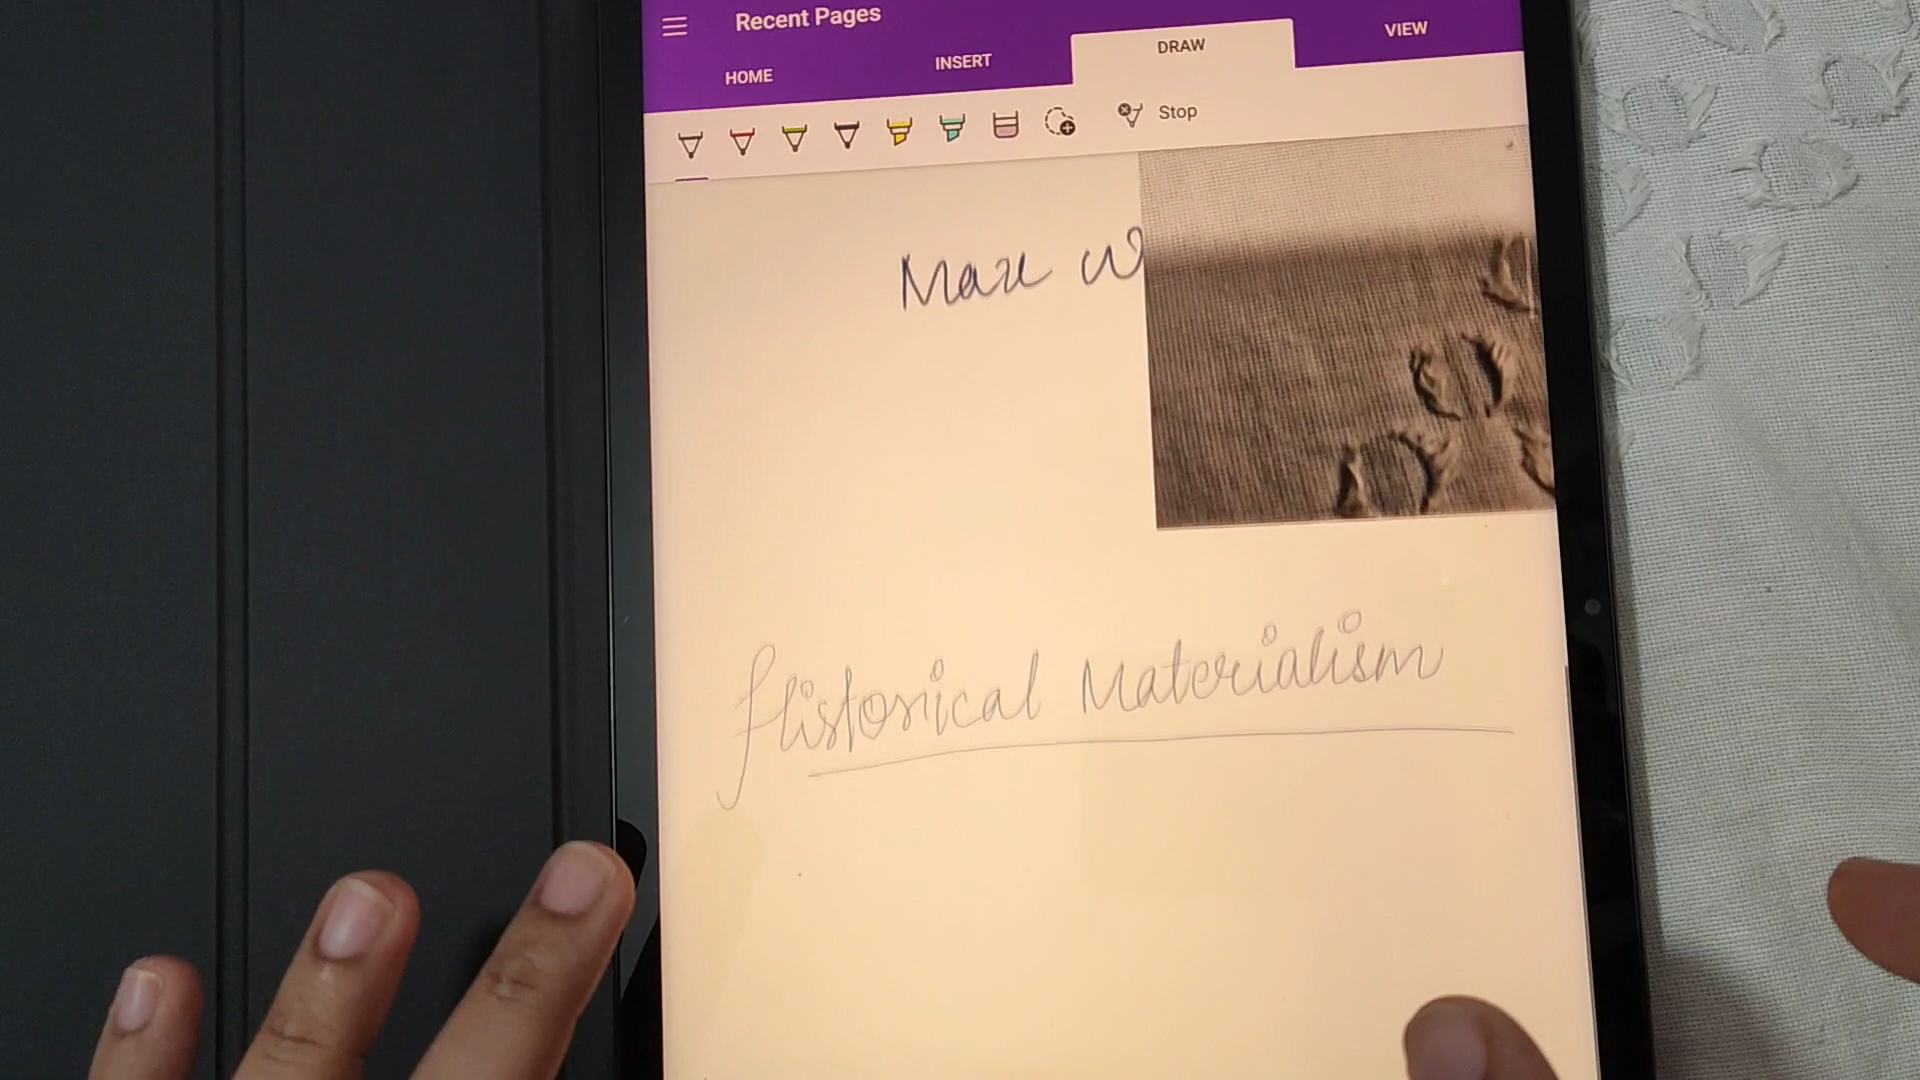 Recent Pages
HOME INSERT DRAW VIEW
Stop
Max W
Historical Materialism